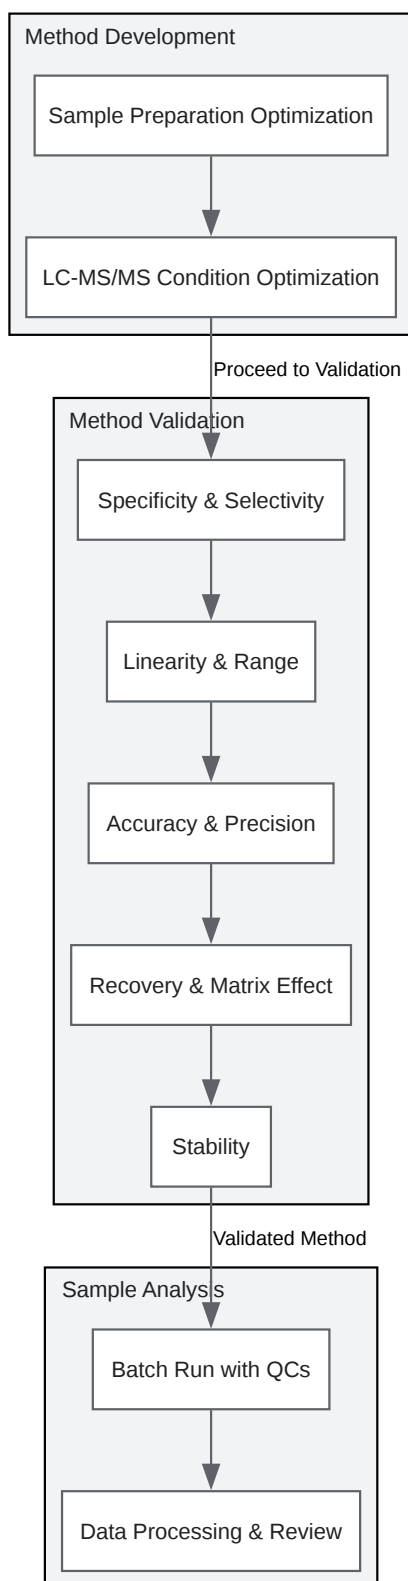 Method Development
Sample Preparation Optimization
LC-MS/MS Condition Optimization
Proceed to Validation
Method Validation
Specificity & Selectivity
Linearity & Range
Accuracy & Precision
Recovery & Matrix Effect
Stability
Validated Method
Sample Analysis
Batch Run with QCs
Data Processing & Review